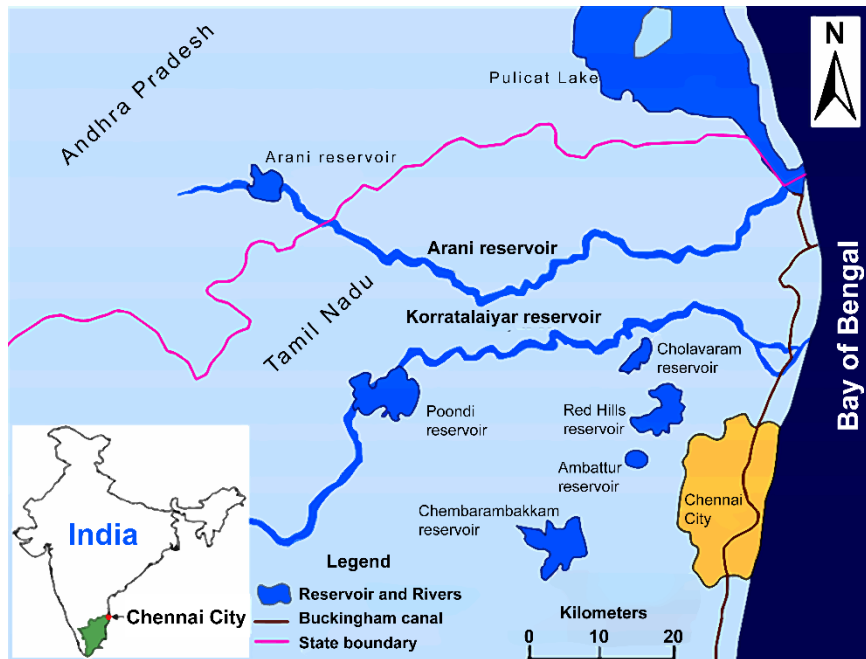 Andhra Pradesh
Pulicat Lake
N
Arani reservoir
Arani reservoir
Tamil Nadu
Korratalaiyar reservoir
Bay of Bengal
Cholavaram
reservoir
Poondi
reservoir
Red Hills
reservoir
Ambattur
reservoir
Chennai
City
Chembarambakkam
reservoir
India
Chennai City
Legend
Reservoir and Rivers
Buckingham canal
State boundary
Kilometers
0 10 20